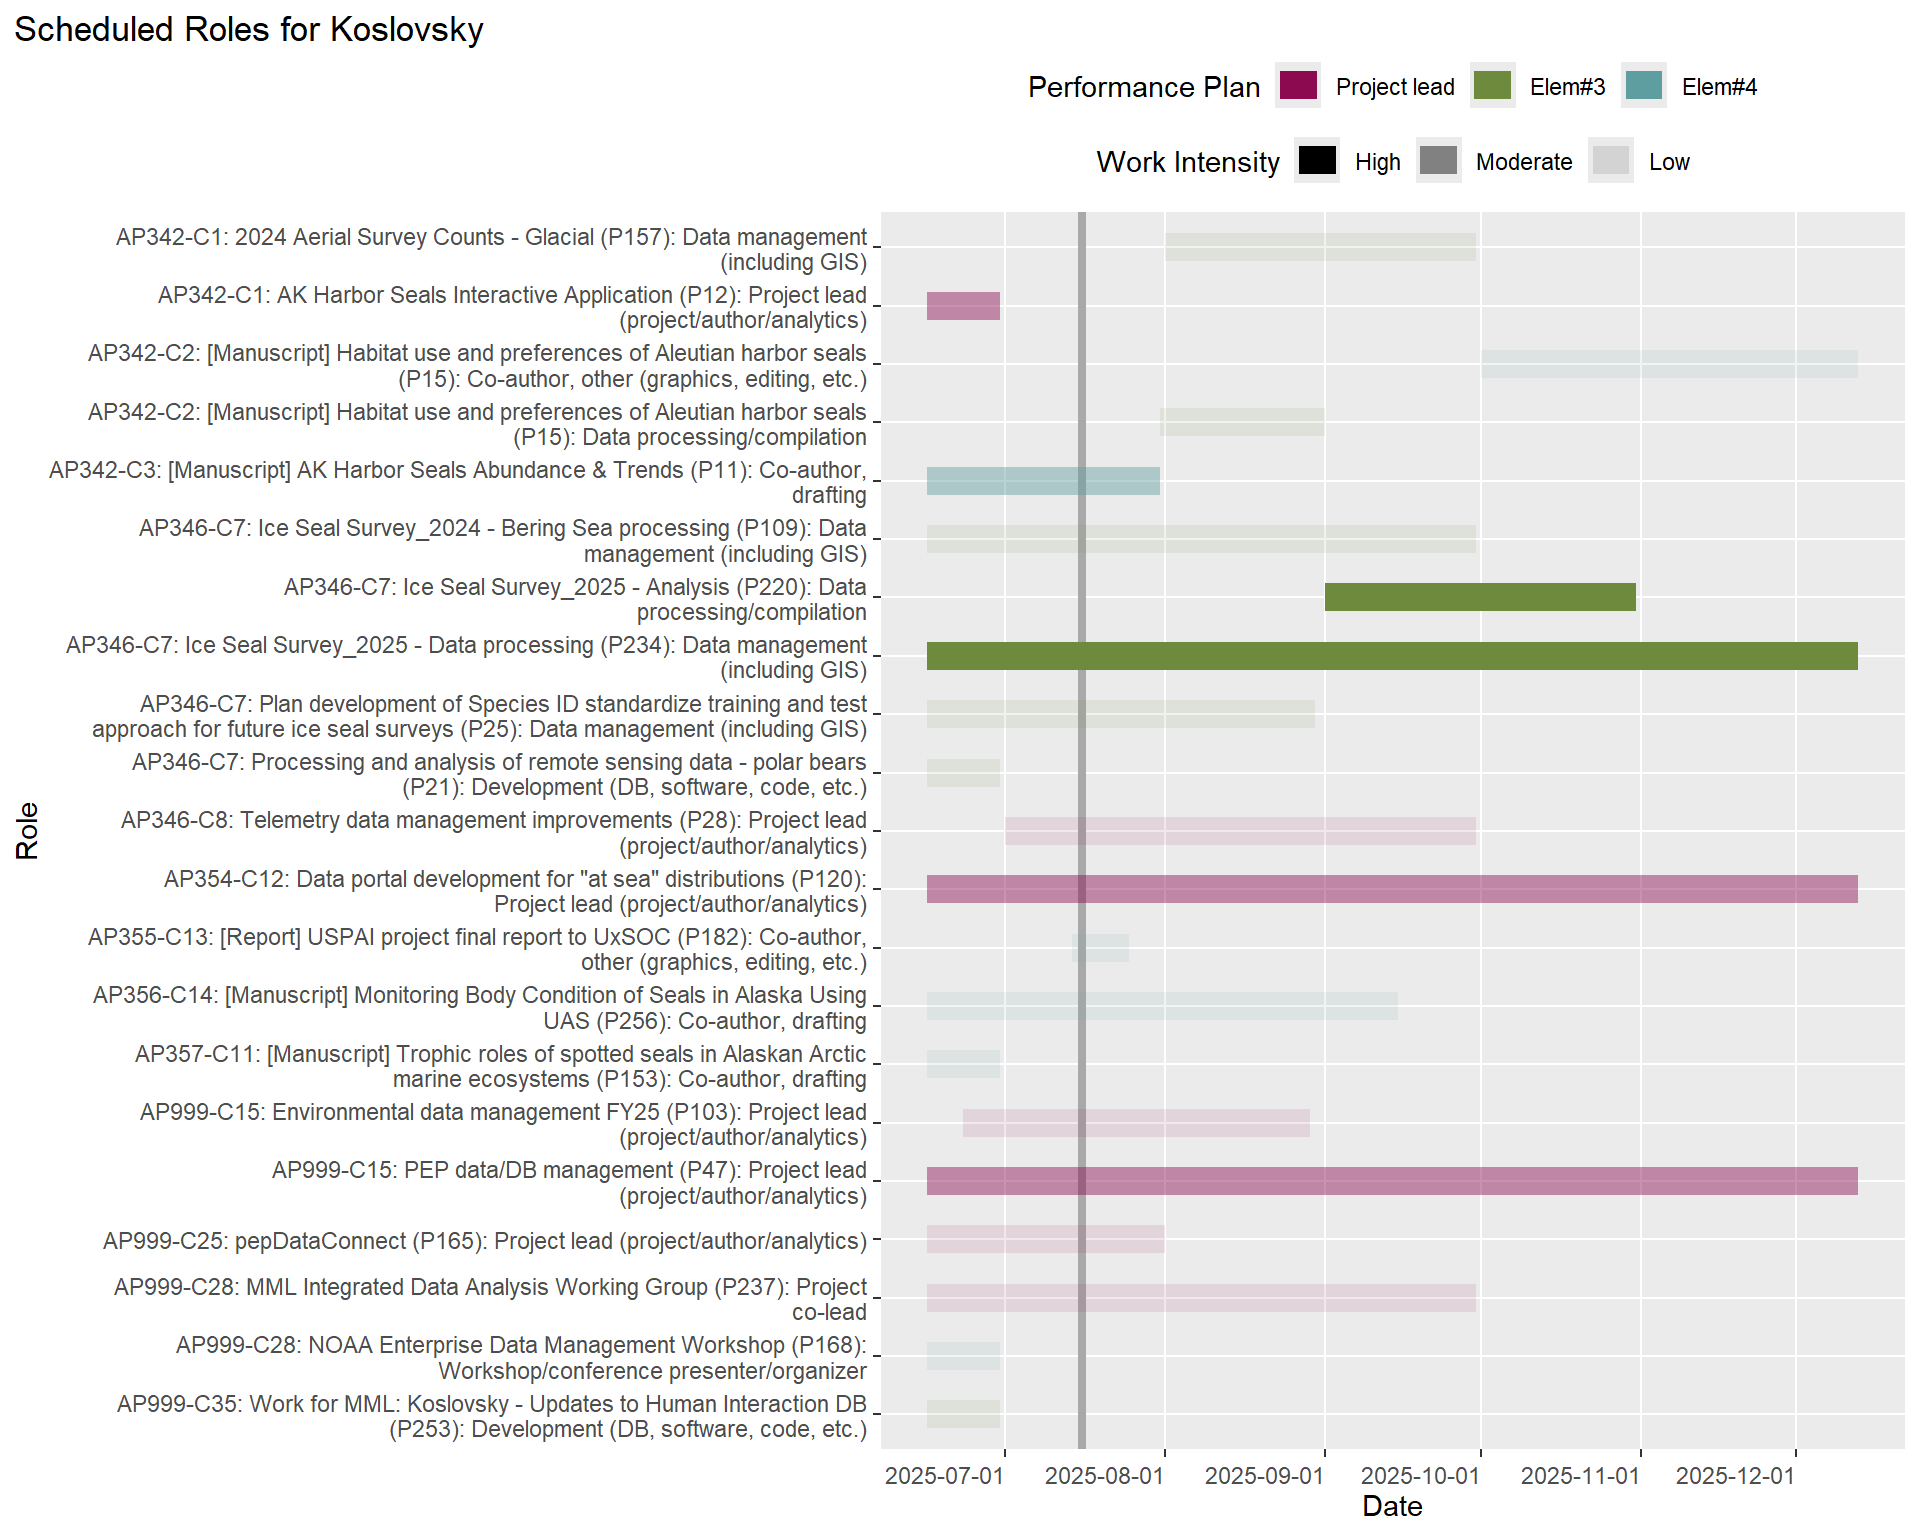 Scheduled Roles for Koslovsky
Performance Plan Project lead Elem#3 Elem#4
Work Intensity High Moderate Low
AP342-C1: 2024 Aerial Survey Counts - Glacial (P157): Data management
(including GIS)
AP342-C1: AK Harbor Seals Interactive Application (P12): Project lead
(project/author/analytics)
AP342-C2: [Manuscript] Habitat use and preferences of Aleutian harbor seals
(P15): Co-author, other (graphics, editing, etc.)
AP342-C2: [Manuscript] Habitat use and preferences of Aleutian harbor seals
(P15): Data processing/compilation
AP342-C3: [Manuscript] AK Harbor Seals Abundance & Trends (P11): Co-author,
drafting
AP346-C7: Ice Seal Survey_2024 - Bering Sea processing (P109): Data
management (including GIS)
AP346-C7: Ice Seal Survey_2025 - Analysis (P220): Data
processing/compilation
AP346-C7: Ice Seal Survey_2025 - Data processing (P234): Data management
(including GIS)
AP346-C7: Plan development of Species ID standardize training and test
approach for future ice seal surveys (P25): Data management (including GIS)
AP346-C7: Processing and analysis of remote sensing data - polar bears
(P21): Development (DB, software, code, etc.)
AP346-C8: Telemetry data management improvements (P28): Project lead
(project/author/analytics)
AP354-C12: Data portal development for "at sea" distributions (P120):
Project lead (project/author/analytics)
AP355-C13: [Report] USPAI project final report to UxSOC (P182): Co-author,
other (graphics, editing, etc.)
AP356-C14: [Manuscript] Monitoring Body Condition of Seals in Alaska Using
UAS (P256): Co-author, drafting
AP357-C11: [Manuscript] Trophic roles of spotted seals in Alaskan Arctic
marine ecosystems (P153): Co-author, drafting
AP999-C15: Environmental data management FY25 (P103): Project lead
(project/author/analytics)
AP999-C15: PEP data/DB management (P47): Project lead
(project/author/analytics)
AP999-C25: pepDataConnect (P165): Project lead (project/author/analytics)
AP999-C28: MML Integrated Data Analysis Working Group (P237): Project
co-lead
AP999-C28: NOAA Enterprise Data Management Workshop (P168):
Workshop/conference presenter/organizer
AP999-C35: Work for MML: Koslovsky - Updates to Human Interaction DB
(P253): Development (DB, software, code, etc.)
Role
2025-07-01 2025-08-01 2025-09-01 2025-10-01 2025-11-01 2025-12-01
Date